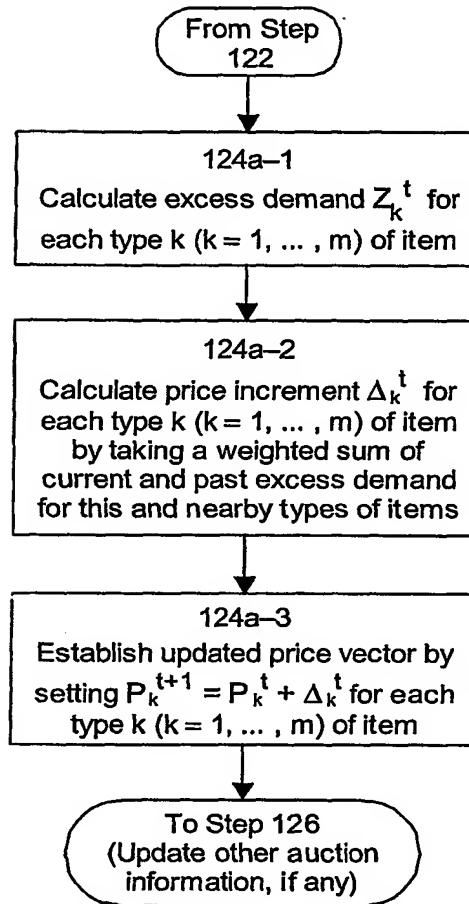 From Step
122
124a–1
Calculate excess demand Z_k^t for
each type k (k = 1, ... , m) of item
124a–2
Calculate price increment Δ_k^t for
each type k (k = 1, ... , m) of item
by taking a weighted sum of
current and past excess demand
for this and nearby types of items
124a–3
Establish updated price vector by
setting P_k^{t+1} = P_k^t + Δ_k^t for each
type k (k = 1, ... , m) of item
To Step 126
(Update other auction
information, if any)